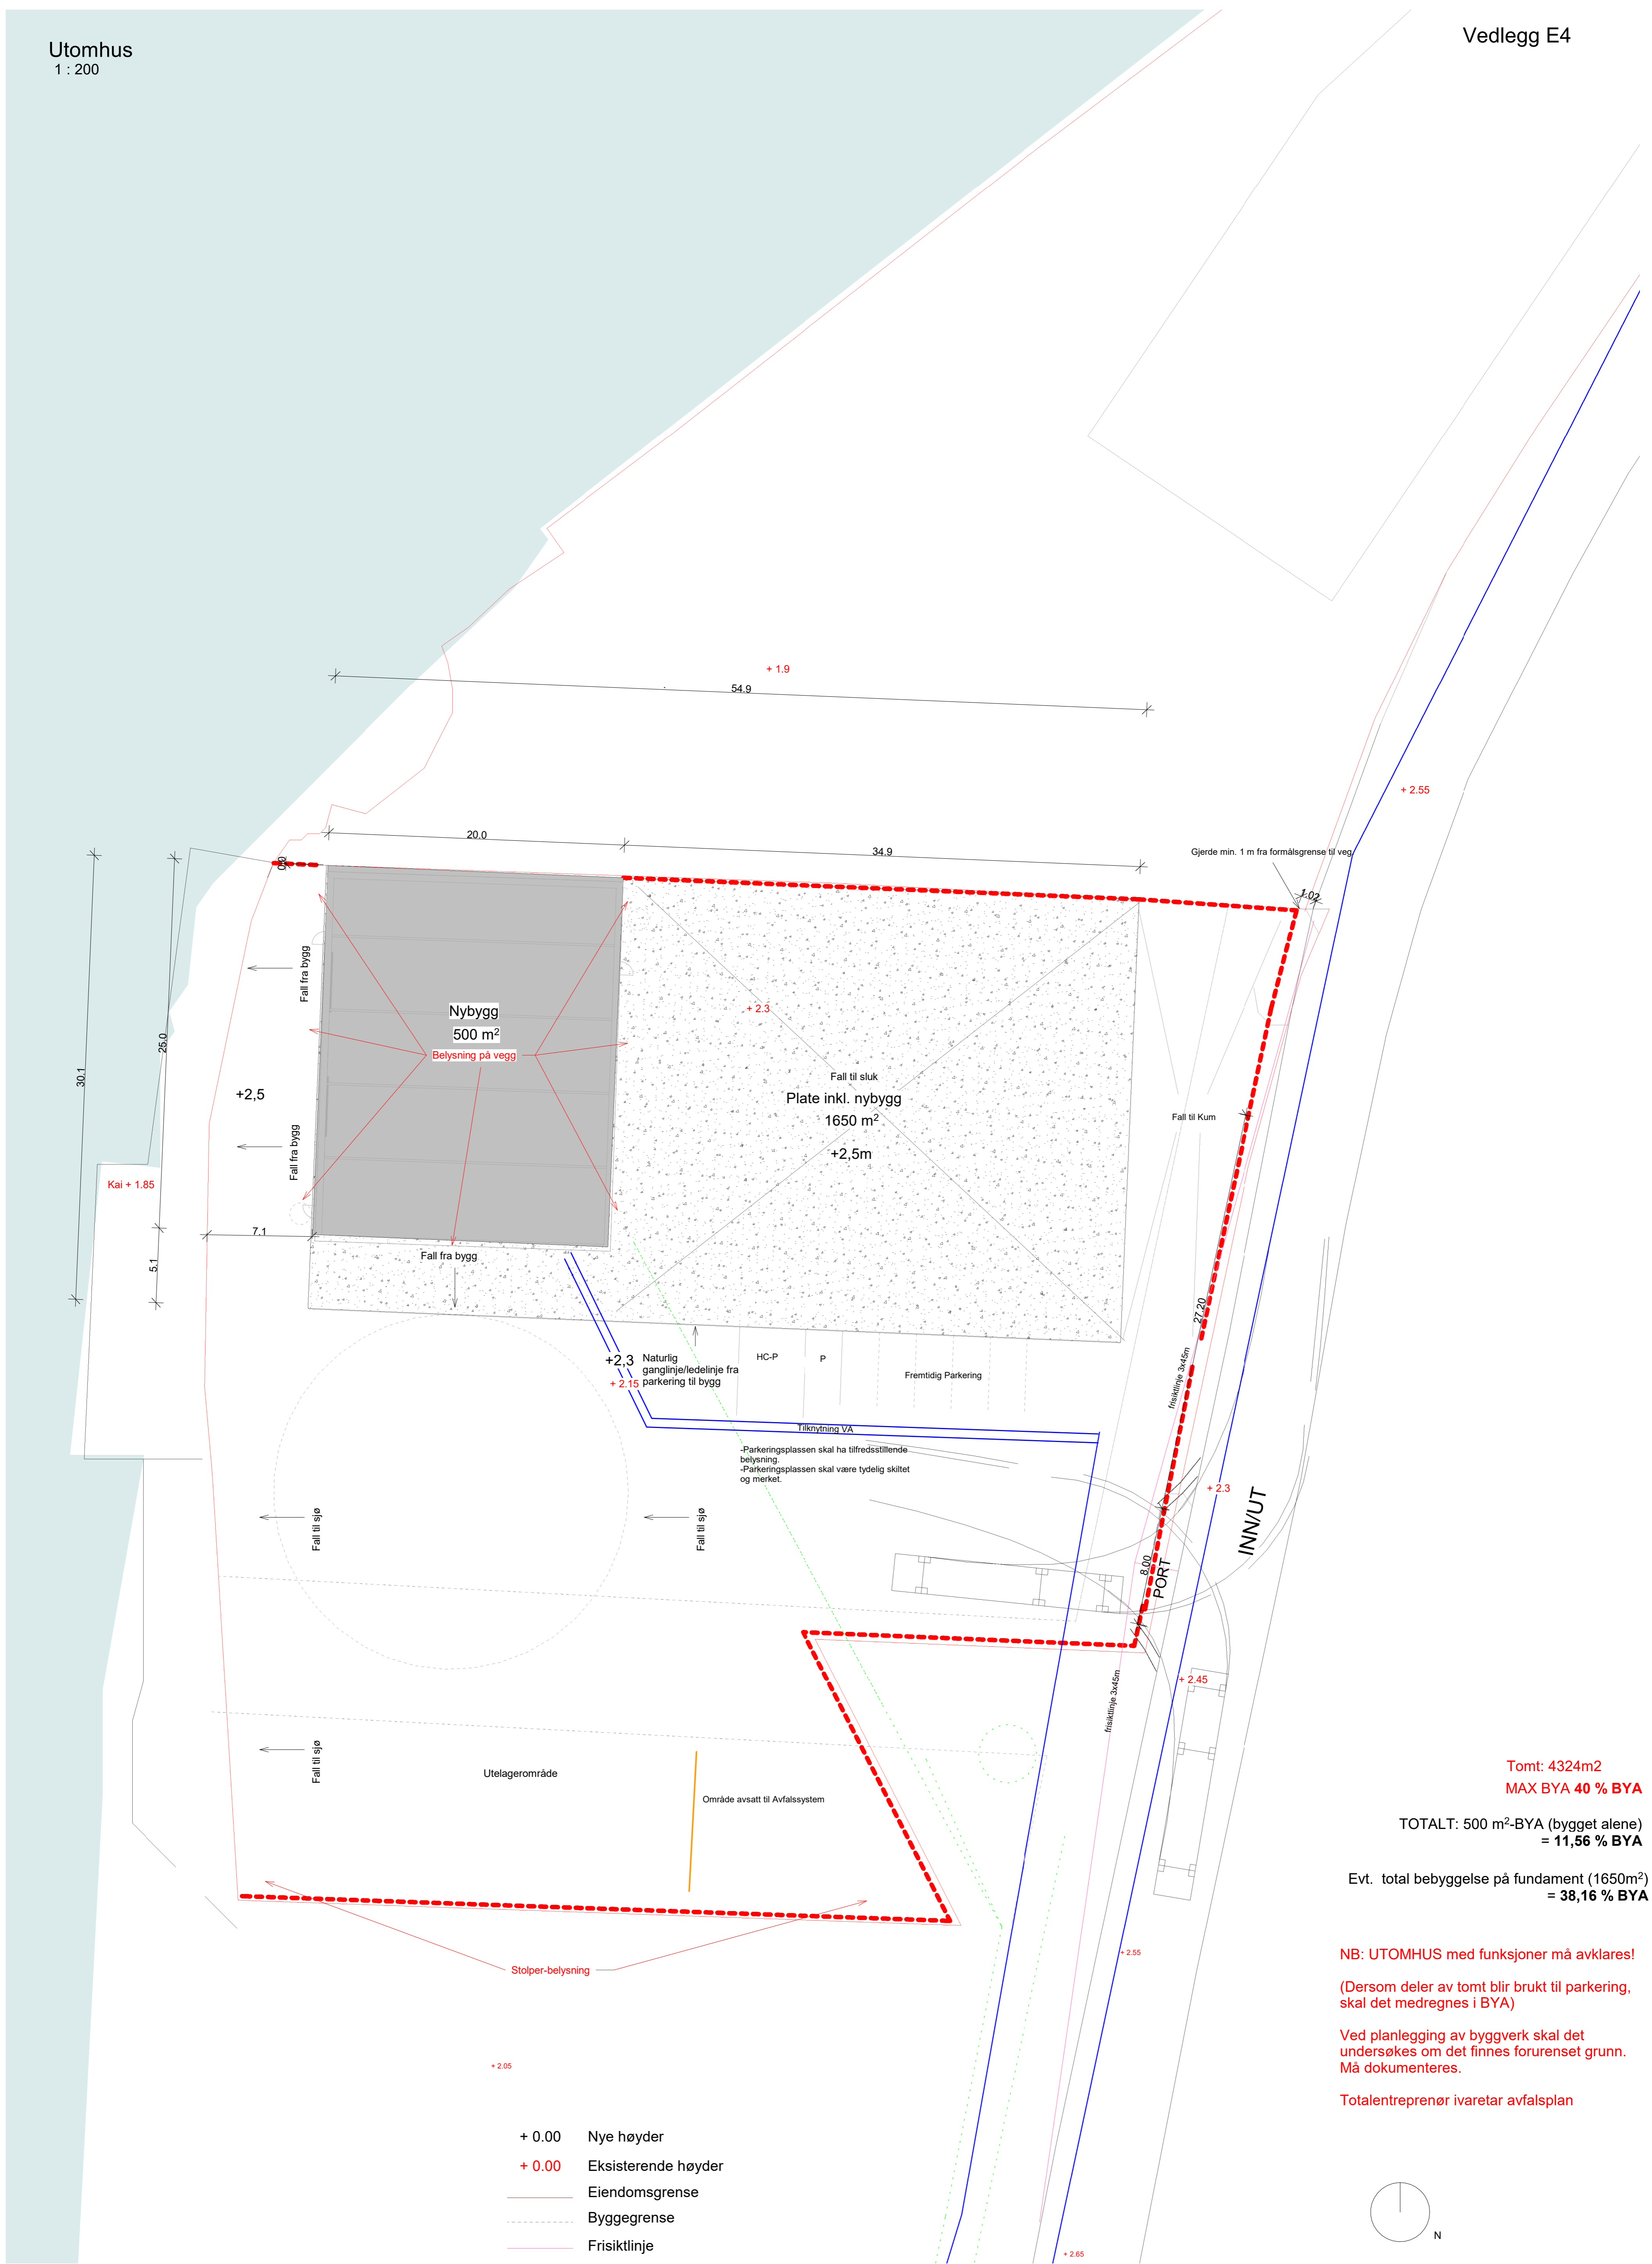 Utomhus
1 : 200
Vedlegg E4
+ 1.9
54.9
+ 2.55
20.0
34.9
Gjerde min. 1 m fra formålsgrense til veg
0.0
1.02
Fall fra bygg
Nybygg
500 m²
Belysning på vegg
+ 2.3
25.0
30.1
+2,5
Fall til sluk
Plate inkl. nybygg
1650 m²
+2,5m
Fall til Kum
Fall fra bygg
Kai + 1.85
7.1
5.1
Fall fra bygg
27.20
frisiktlinje 3x45m
+2,3
+ 2.15
Naturlig
ganglinje/ledelinje fra
parkering til bygg
HC-P
P
Fremtidig Parkering
Tilknytning VA
-Parkeringsplassen skal ha tilfredsstillende
belysning.
-Parkeringsplassen skal være tydelig skiltet
og merket.
+ 2.3
INN/UT
Fall til sjø
Fall til sjø
8.00
PORT
+ 2.45
frisiktlinje 3x45m
Fall til sjø
Utelagerområde
Område avsatt til Avfalssystem
Tomt: 4324m2
MAX BYA 40 % BYA
TOTALT: 500 m²-BYA (bygget alene)
= 11,56 % BYA
Evt. total bebyggelse på fundament (1650m²)
= 38,16 % BYA
+ 2.55
Stolper-belysning
NB: UTOMHUS med funksjoner må avklares!
(Dersom deler av tomt blir brukt til parkering,
skal det medregnes i BYA)
Ved planlegging av byggverk skal det
undersøkes om det finnes forurenset grunn.
Må dokumenteres.
Totalentreprenør ivaretar avfalsplan
+ 2.05
+ 0.00 Nye høyder
+ 0.00 Eksisterende høyder
Eiendomsgrense
Byggegrense
Frisiktlinje
N
+ 2.65